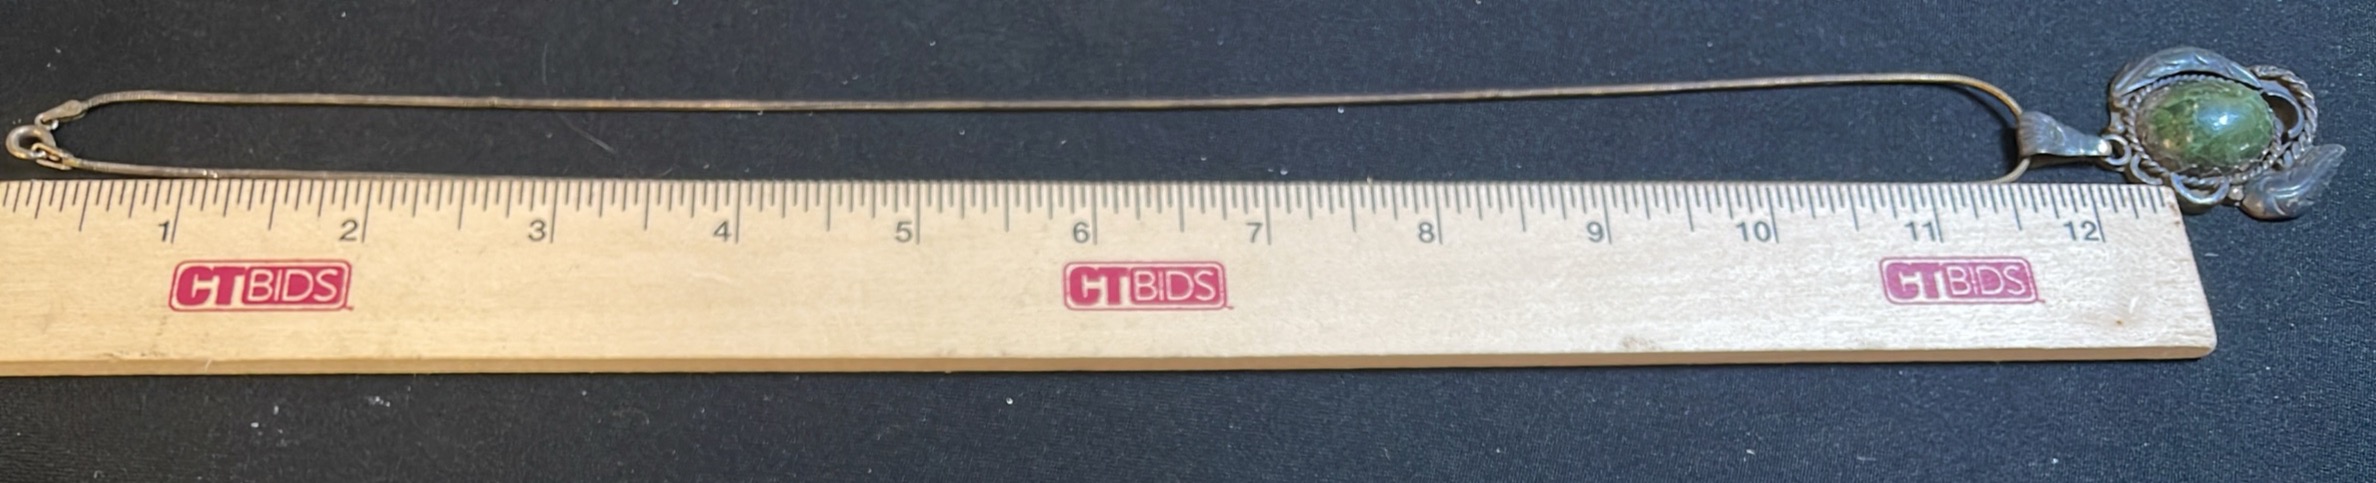 1 2 3 4 5 6 7 8 9 10 11 12
CTBIDS CTBIDS CTBIDS